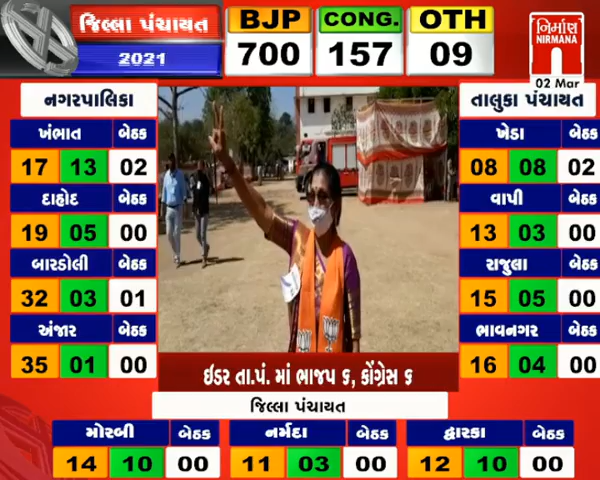 જિલ્લા પંચાયત
2021
BJP
700
CONG.
157
OTH
09
નિર્માણ
NIRMANA
02 Mar
નગરપાલિકા
ખંભાત બેઠક
17 13 02
દાહોદ બેઠક
19 05 00
બારડોલી બેઠક
32 03 01
અંજાર બેઠક
35 01 00
તાલુકા પંચાયત
ખેડા બેઠક
08 08 02
વાપી બેઠક
13 03 00
રાજુલા બેઠક
15 05 00
ભાવનગર બેઠક
16 04 00
ઇડર તા.પં. માં ભાજપ ૬, કોંગ્રેસ ૬
જિલ્લા પંચાયત
મોરબી બેઠક
14 10 00
નર્મદા બેઠક
11 03 00
દ્વારકા બેઠક
12 10 00